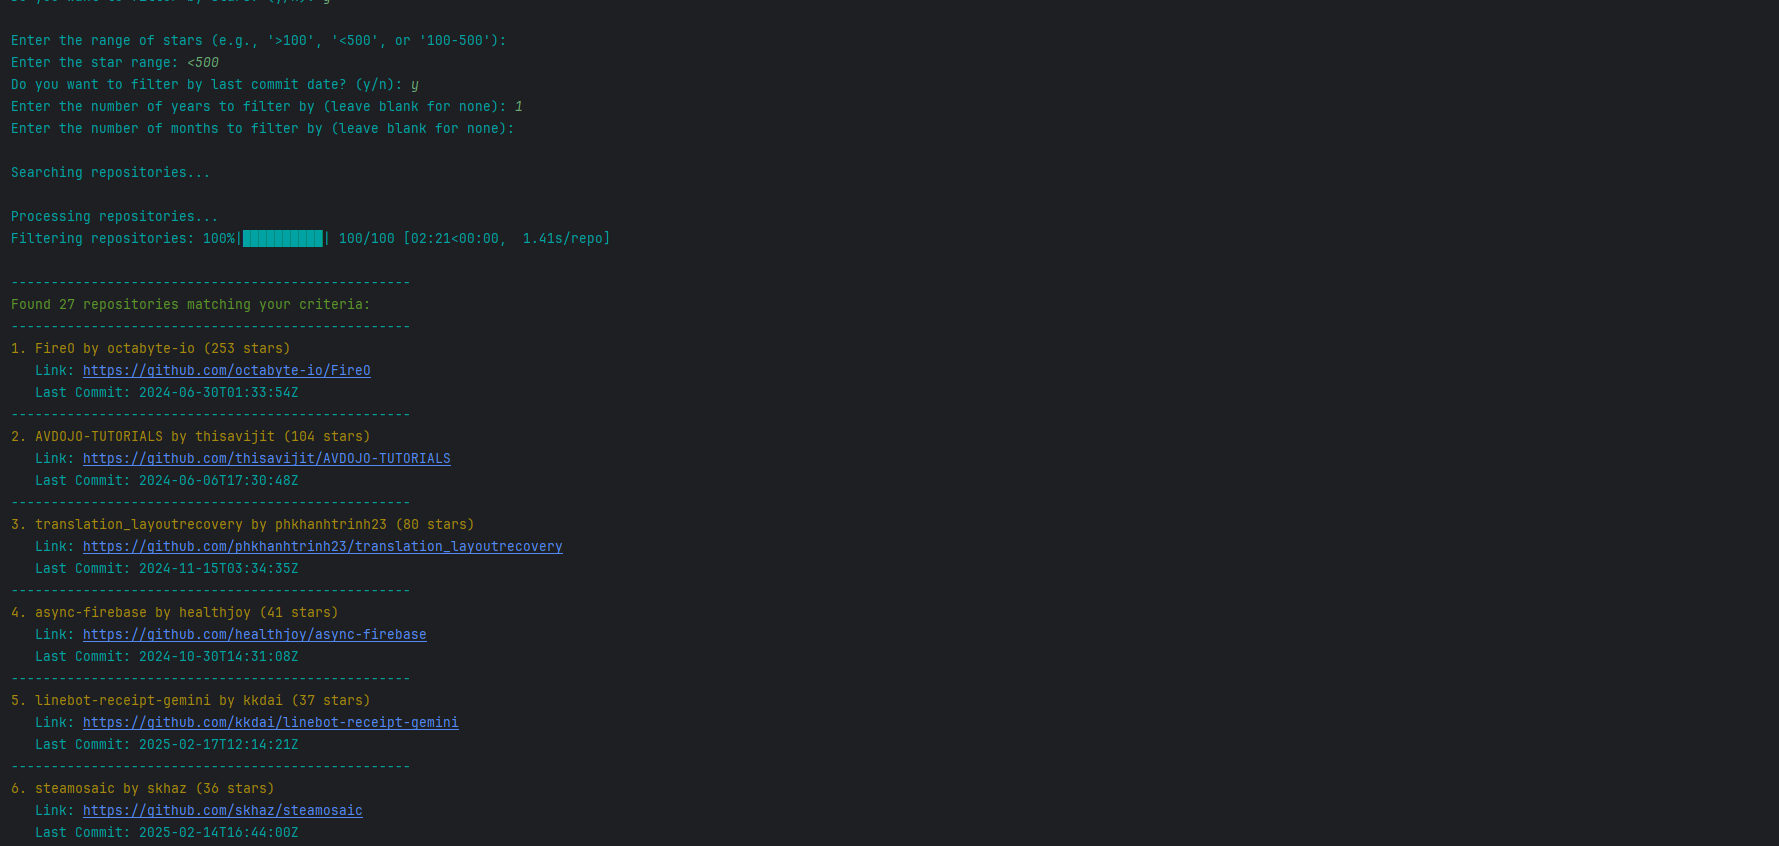 Do you want to filter by stars? (y/n): y
Enter the range of stars (e.g., '>100', '<500', or '100-500'):
Enter the star range: <500
Do you want to filter by last commit date? (y/n): y
Enter the number of years to filter by (leave blank for none): 1
Enter the number of months to filter by (leave blank for none):
Searching repositories...
Processing repositories...
Filtering repositories: 100%|██████████| 100/100 [02:21<00:00,  1.41s/repo]
--------------------------------------------------
Found 27 repositories matching your criteria:
--------------------------------------------------
1. FireO by octabyte-io (253 stars)
   Link: https://github.com/octabyte-io/FireO
   Last Commit: 2024-06-30T01:33:54Z
--------------------------------------------------
2. AVDOJO-TUTORIALS by thisavijit (104 stars)
   Link: https://github.com/thisavijit/AVDOJO-TUTORIALS
   Last Commit: 2024-06-06T17:30:48Z
--------------------------------------------------
3. translation_layoutrecovery by phkhanhtrinh23 (80 stars)
   Link: https://github.com/phkhanhtrinh23/translation_layoutrecovery
   Last Commit: 2024-11-15T03:34:35Z
--------------------------------------------------
4. async-firebase by healthjoy (41 stars)
   Link: https://github.com/healthjoy/async-firebase
   Last Commit: 2024-10-30T14:31:08Z
--------------------------------------------------
5. linebot-receipt-gemini by kkdai (37 stars)
   Link: https://github.com/kkdai/linebot-receipt-gemini
   Last Commit: 2025-02-17T12:14:21Z
--------------------------------------------------
6. steamosaic by skhaz (36 stars)
   Link: https://github.com/skhaz/steamosaic
   Last Commit: 2025-02-14T16:44:00Z